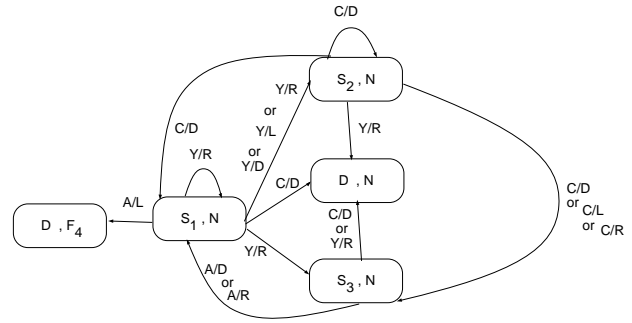 C/D
S2 , N
Y/R
or
Y/L
or
Y/D
C/D
Y/R
Y/R
C/D
D , N
A/L
S1 , N
D , F4
C/D
or
Y/R
C/D
or C/L
or C/R
Y/R
A/D
or
A/R
S3 , N